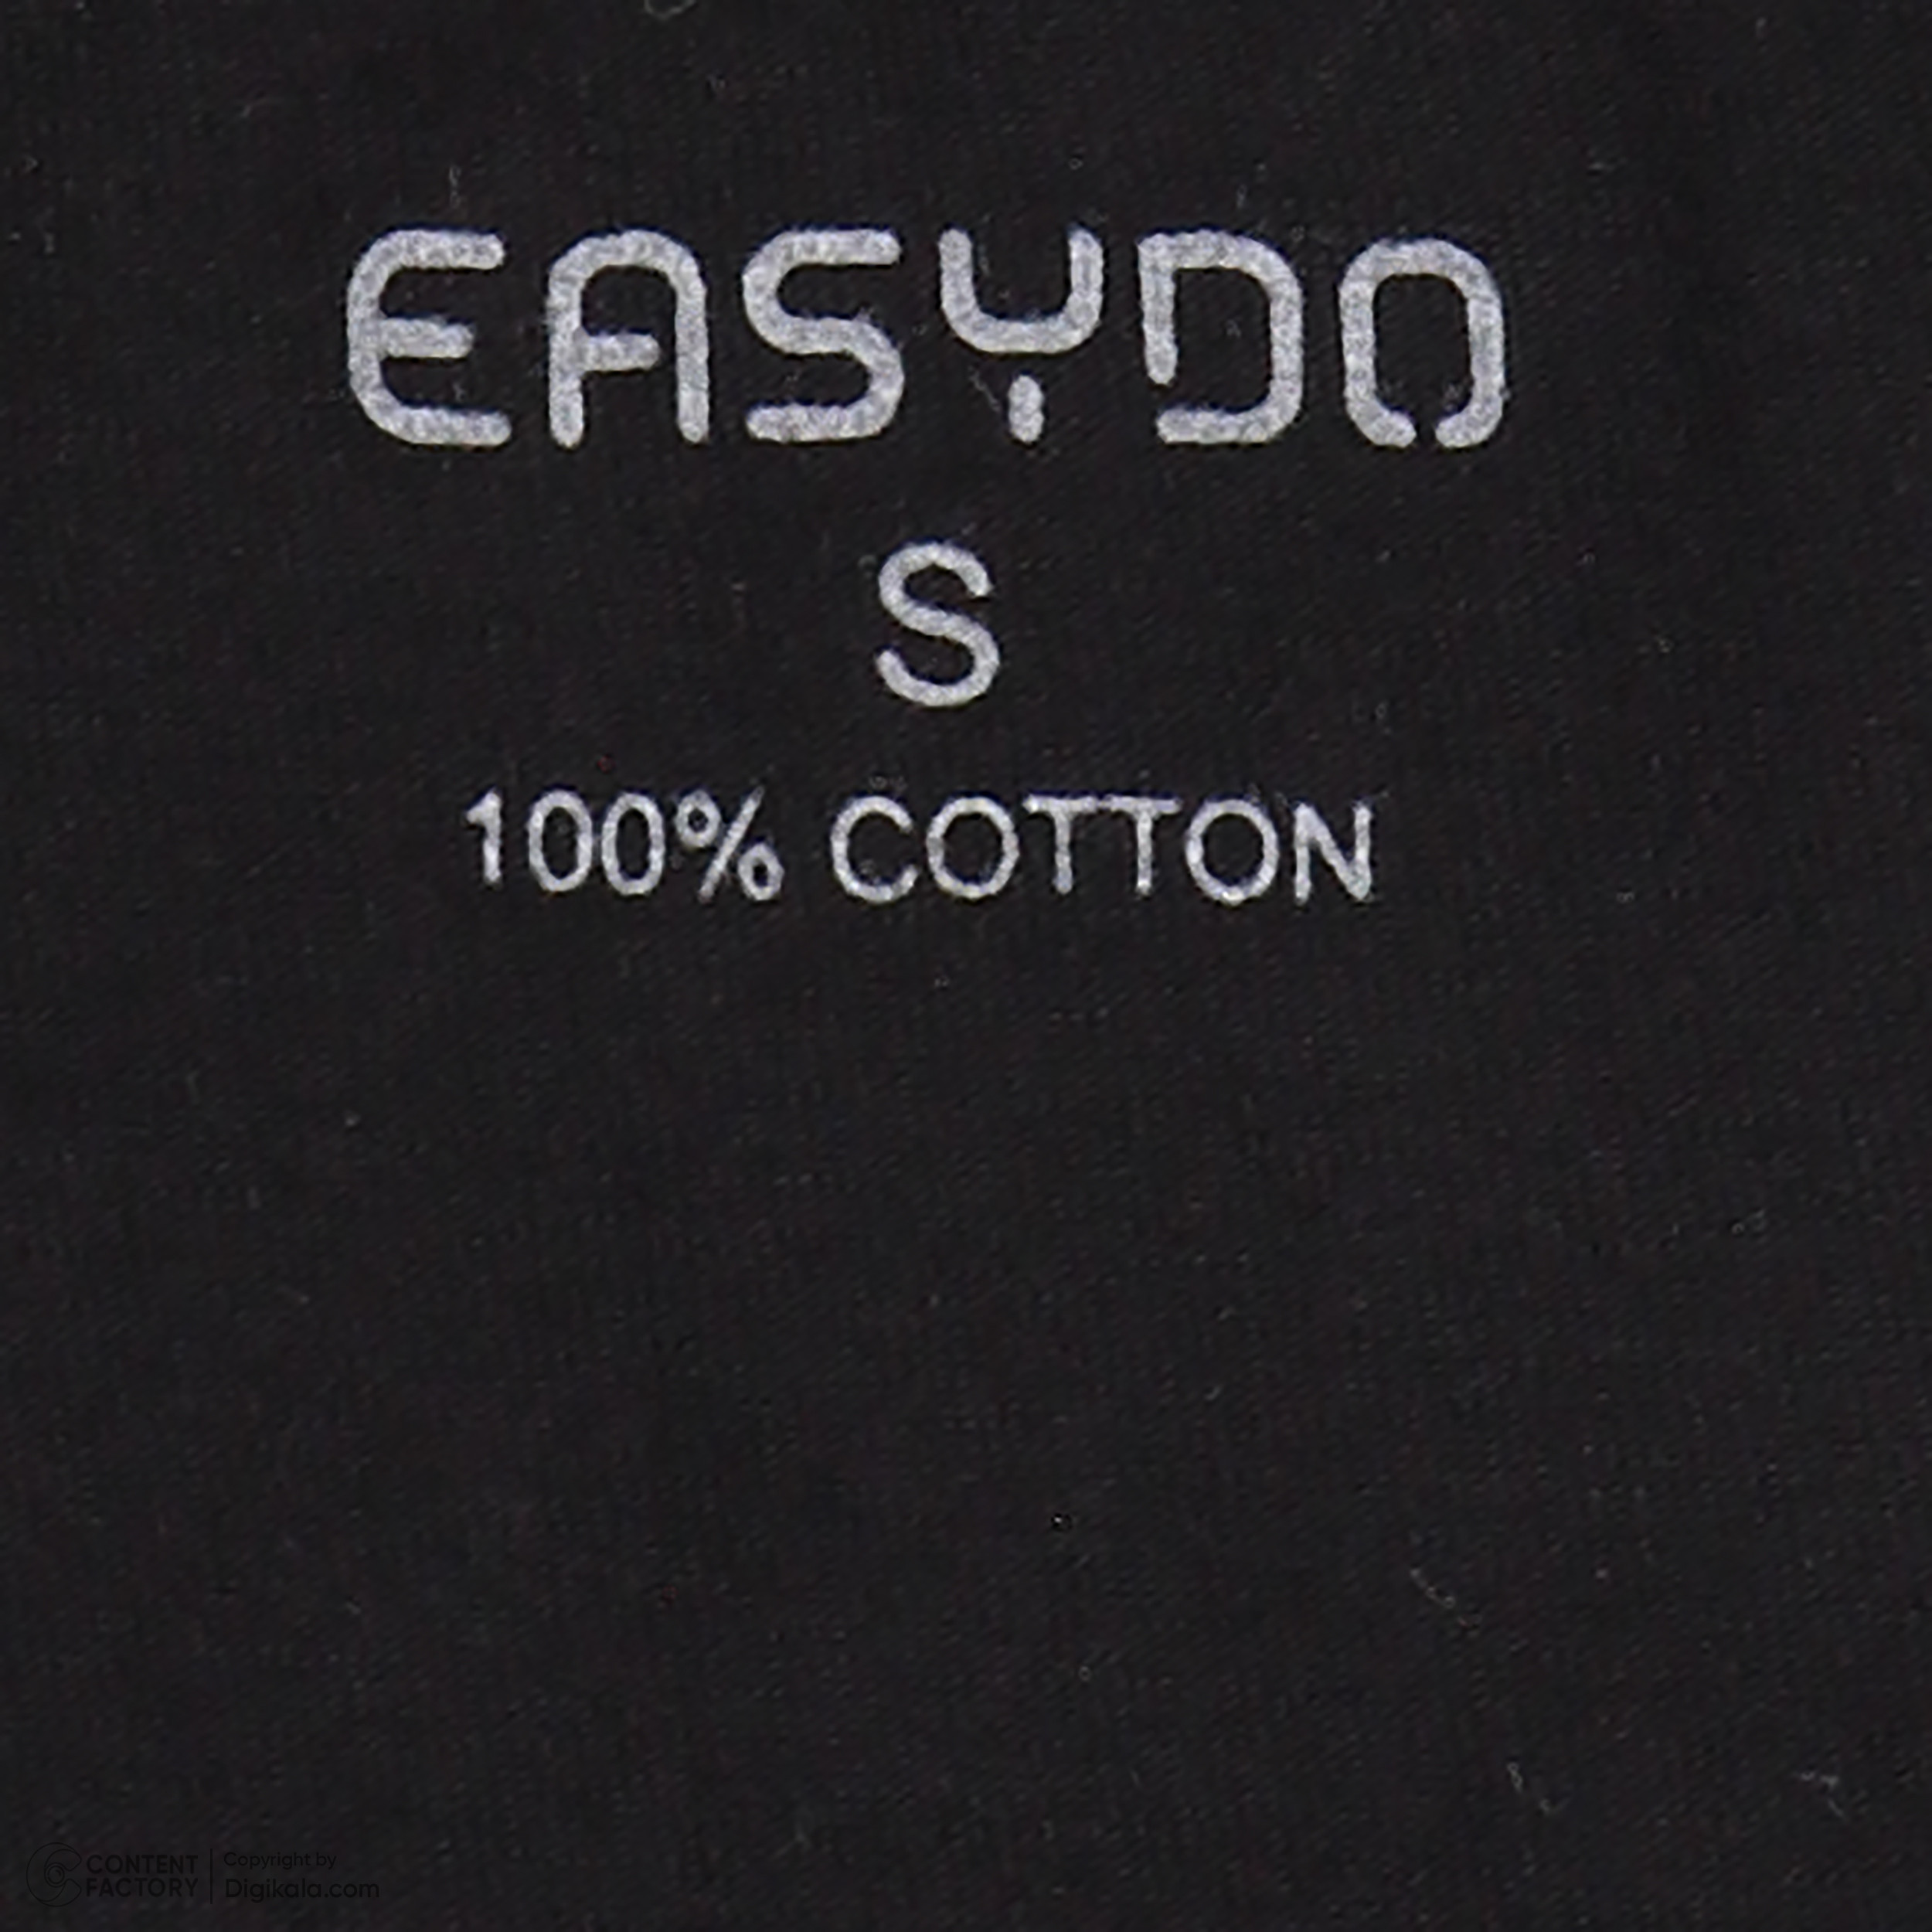 EASYDO
S
100% COTTON
CONTENT
FACTORY
Copyright by
Digikala.com